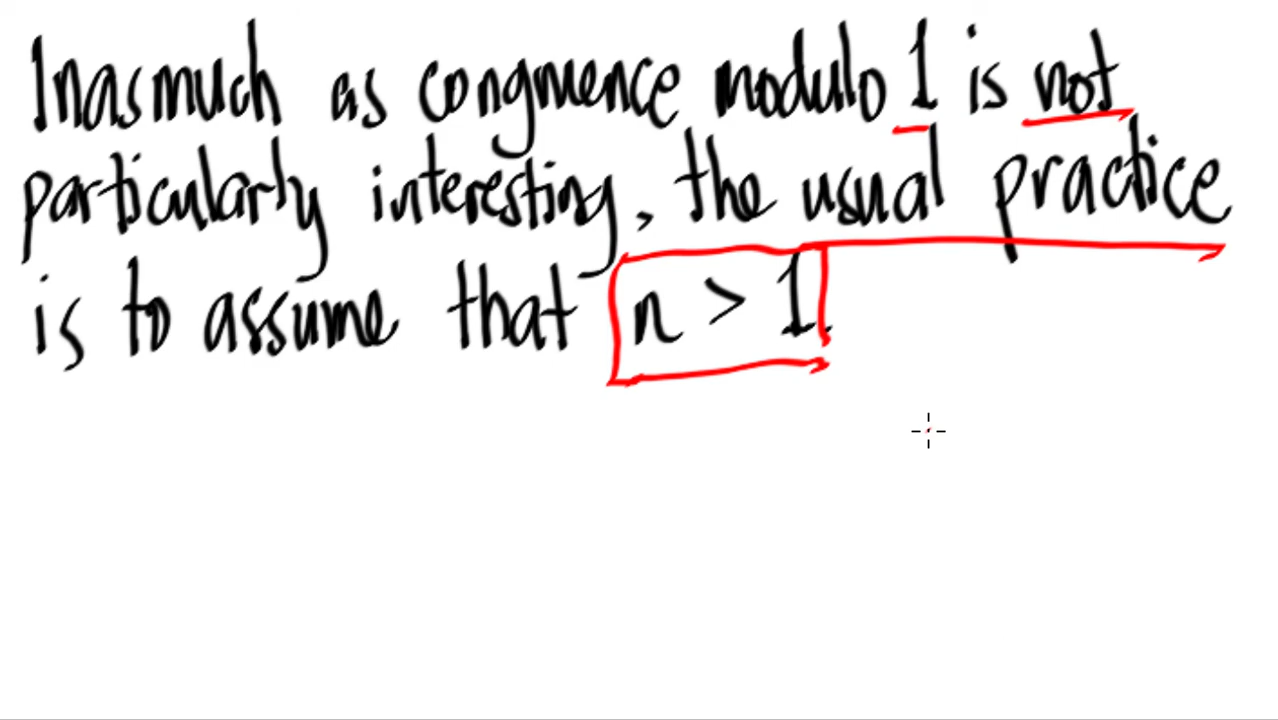 Inasmuch as congruence modulo 1 is not
particularly interesting, the usual practice
is to assume that n > 1.